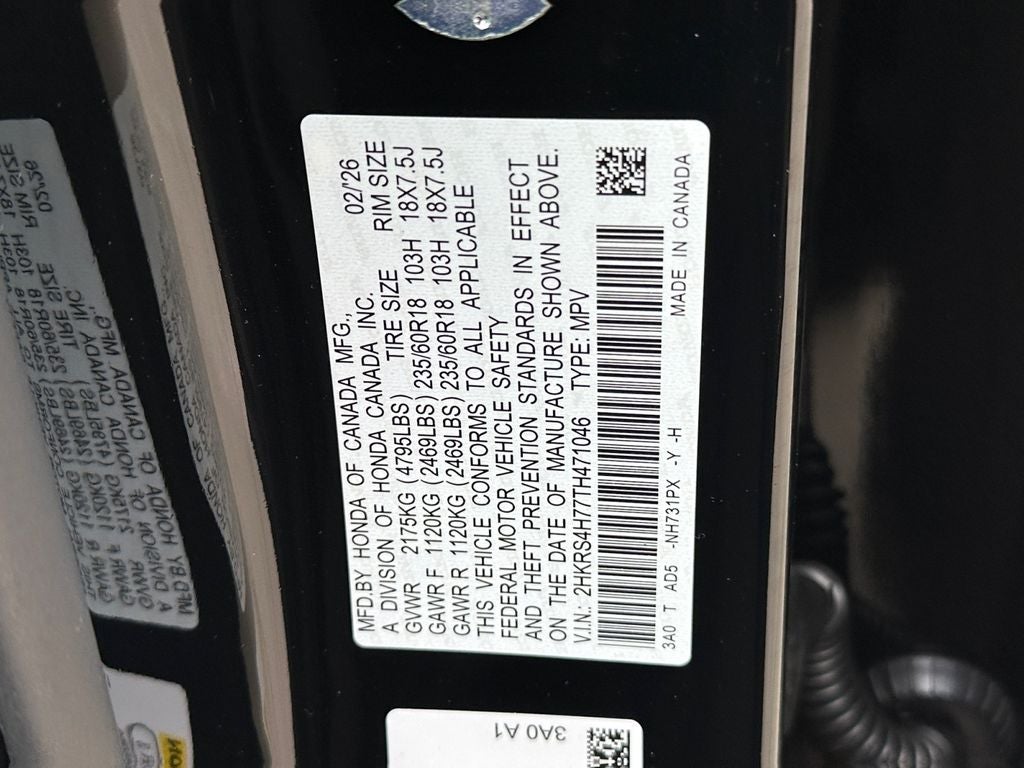 MFD.BY HONDA OF CANADA MFG., 02/'26
A DIVISION OF HONDA CANADA INC.
GVWR 2175KG (4795LBS) TIRE SIZE RIM SIZE
GAWR F 1120KG (2469LBS) 235/60R18 103H 18X7.5J
GAWR R 1120KG (2469LBS) 235/60R18 103H 18X7.5J
THIS VEHICLE CONFORMS TO ALL APPLICABLE
FEDERAL MOTOR VEHICLE SAFETY
AND THEFT PREVENTION STANDARDS IN EFFECT
ON THE DATE OF MANUFACTURE SHOWN ABOVE.
V.I.N.: 2HKRS4H77TH471046 TYPE: MPV
3A0 T AD5 -NH731PX -Y -H MADE IN CANADA
3A0 A1